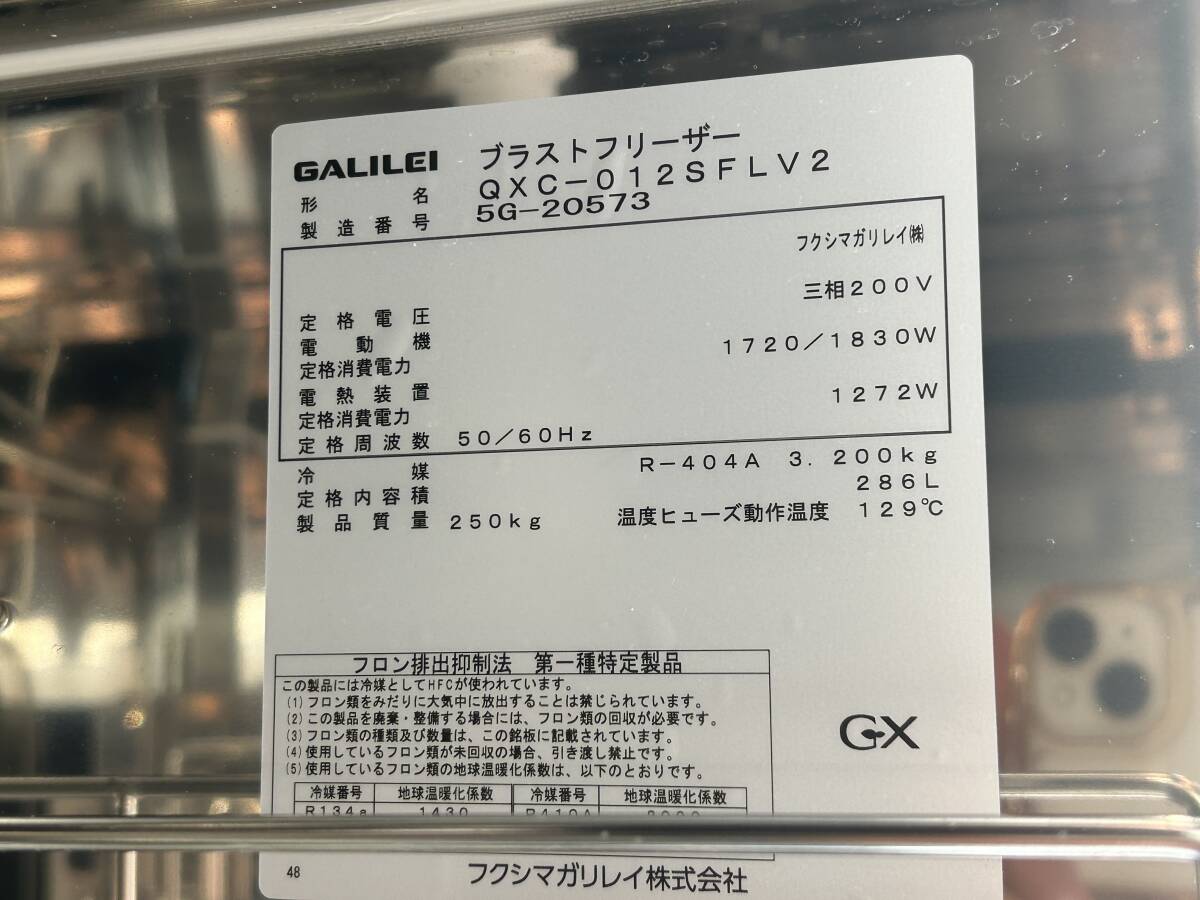 GALILEI ブラストフリーザー
形名 QXC-012SFLV2
製造番号 5G-20573
フクシマガリレイ㈱
定格電圧 三相200V
電動機
定格消費電力 1720/1830W
電熱装置
定格消費電力 1272W
定格周波数 50/60Hz
冷媒 R-404A 3.200kg
定格内容積 286L
製品質量 250kg 温度ヒューズ動作温度 129℃
フロン排出抑制法 第一種特定製品
この製品には冷媒としてHFCが使われています。
(1)フロン類をみだりに大気中に放出することは禁じられています。
(2)この製品を廃棄・整備する場合には、フロン類の回収が必要です。
(3)フロン類の種類及び数量は、この銘板に記載されています。
(4)使用しているフロン類が未回収の場合、引き渡し禁止です。
(5)使用しているフロン類の地球温暖化係数は、以下のとおりです。
GX
冷媒番号 地球温暖化係数 冷媒番号 地球温暖化係数
R134a 1430 R410A
48 フクシマガリレイ株式会社